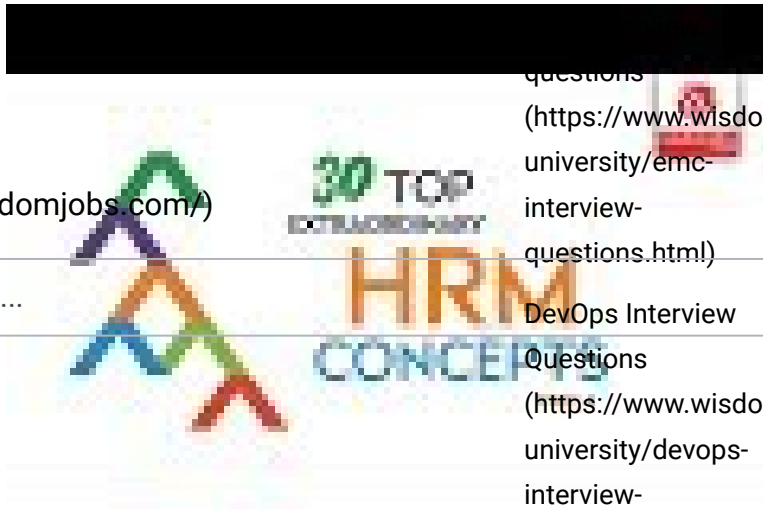 questions
(https://www.wisdo
university/emc-
domjobs.com/)
interview-
questions.html)
...
DevOps Interview
Questions
(https://www.wisdo
university/devops-
interview-
30 TOP
EXTRAORDINARY
HRM
CONCEPTS